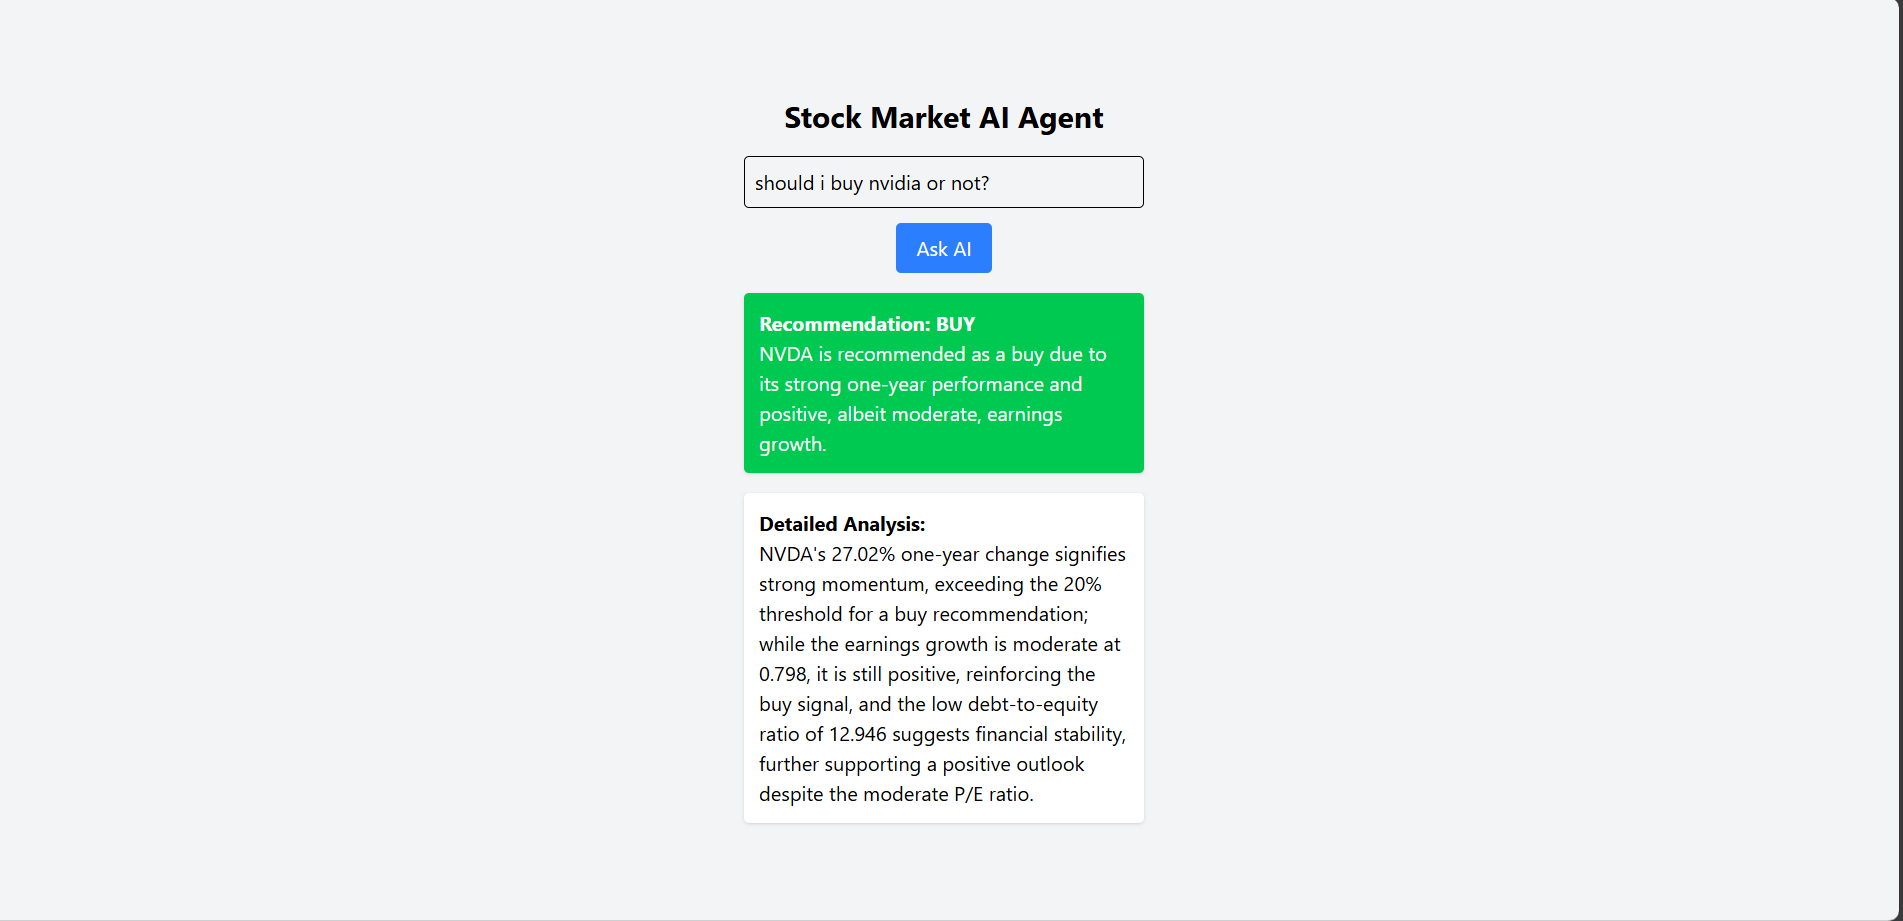 Stock Market AI Agent
should i buy nvidia or not?
Ask AI
Recommendation: BUY
NVDA is recommended as a buy due to
its strong one-year performance and
positive, albeit moderate, earnings
growth.
Detailed Analysis:
NVDA's 27.02% one-year change signifies
strong momentum, exceeding the 20%
threshold for a buy recommendation;
while the earnings growth is moderate at
0.798, it is still positive, reinforcing the
buy signal, and the low debt-to-equity
ratio of 12.946 suggests financial stability,
further supporting a positive outlook
despite the moderate P/E ratio.